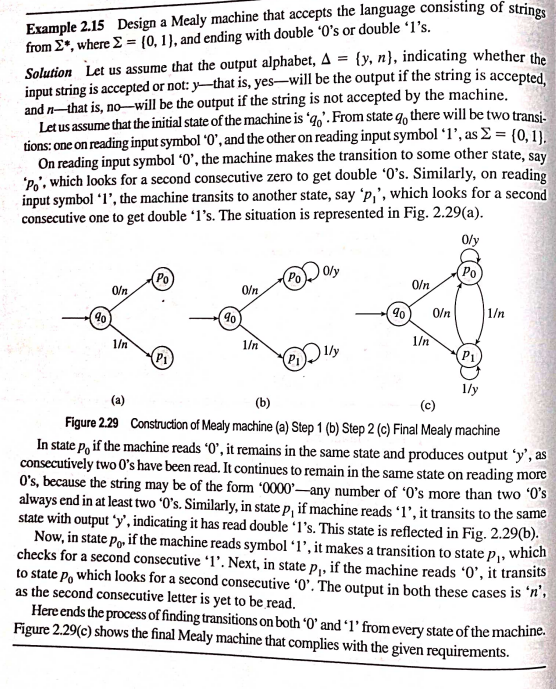 Example 2.15 Design a Mealy machine that accepts the language consisting of strings
from Σ*, where Σ = {0, 1}, and ending with double '0's or double '1's.
Solution Let us assume that the output alphabet, Δ = {y, n}, indicating whether the
input string is accepted or not: y—that is, yes—will be the output if the string is accepted,
and n—that is, no—will be the output if the string is not accepted by the machine.
Let us assume that the initial state of the machine is 'q₀'. From state q₀ there will be two transi-
tions: one on reading input symbol '0', and the other on reading input symbol '1', as Σ = {0, 1}.
On reading input symbol '0', the machine makes the transition to some other state, say
'p₀', which looks for a second consecutive zero to get double '0's. Similarly, on reading
input symbol '1', the machine transits to another state, say 'p₁', which looks for a second
consecutive one to get double '1's. The situation is represented in Fig. 2.29(a).
q₀ 0/n p₀ 1/n p₁
(a)
q₀ 0/n p₀ 0/y 1/n p₁ 1/y
(b)
q₀ 0/n p₀ 0/y 0/n 1/n 1/n p₁ 1/y
(c)
Figure 2.29 Construction of Mealy machine (a) Step 1 (b) Step 2 (c) Final Mealy machine
In state p₀ if the machine reads '0', it remains in the same state and produces output 'y', as
consecutively two 0's have been read. It continues to remain in the same state on reading more
0's, because the string may be of the form '0000'—any number of '0's more than two '0's
always end in at least two '0's. Similarly, in state p₁ if machine reads '1', it transits to the same
state with output 'y', indicating it has read double '1's. This state is reflected in Fig. 2.29(b).
Now, in state p₀, if the machine reads symbol '1', it makes a transition to state p₁, which
checks for a second consecutive '1'. Next, in state p₁, if the machine reads '0', it transits
to state p₀ which looks for a second consecutive '0'. The output in both these cases is 'n',
as the second consecutive letter is yet to be read.
Here ends the process of finding transitions on both '0' and '1' from every state of the machine.
Figure 2.29(c) shows the final Mealy machine that complies with the given requirements.